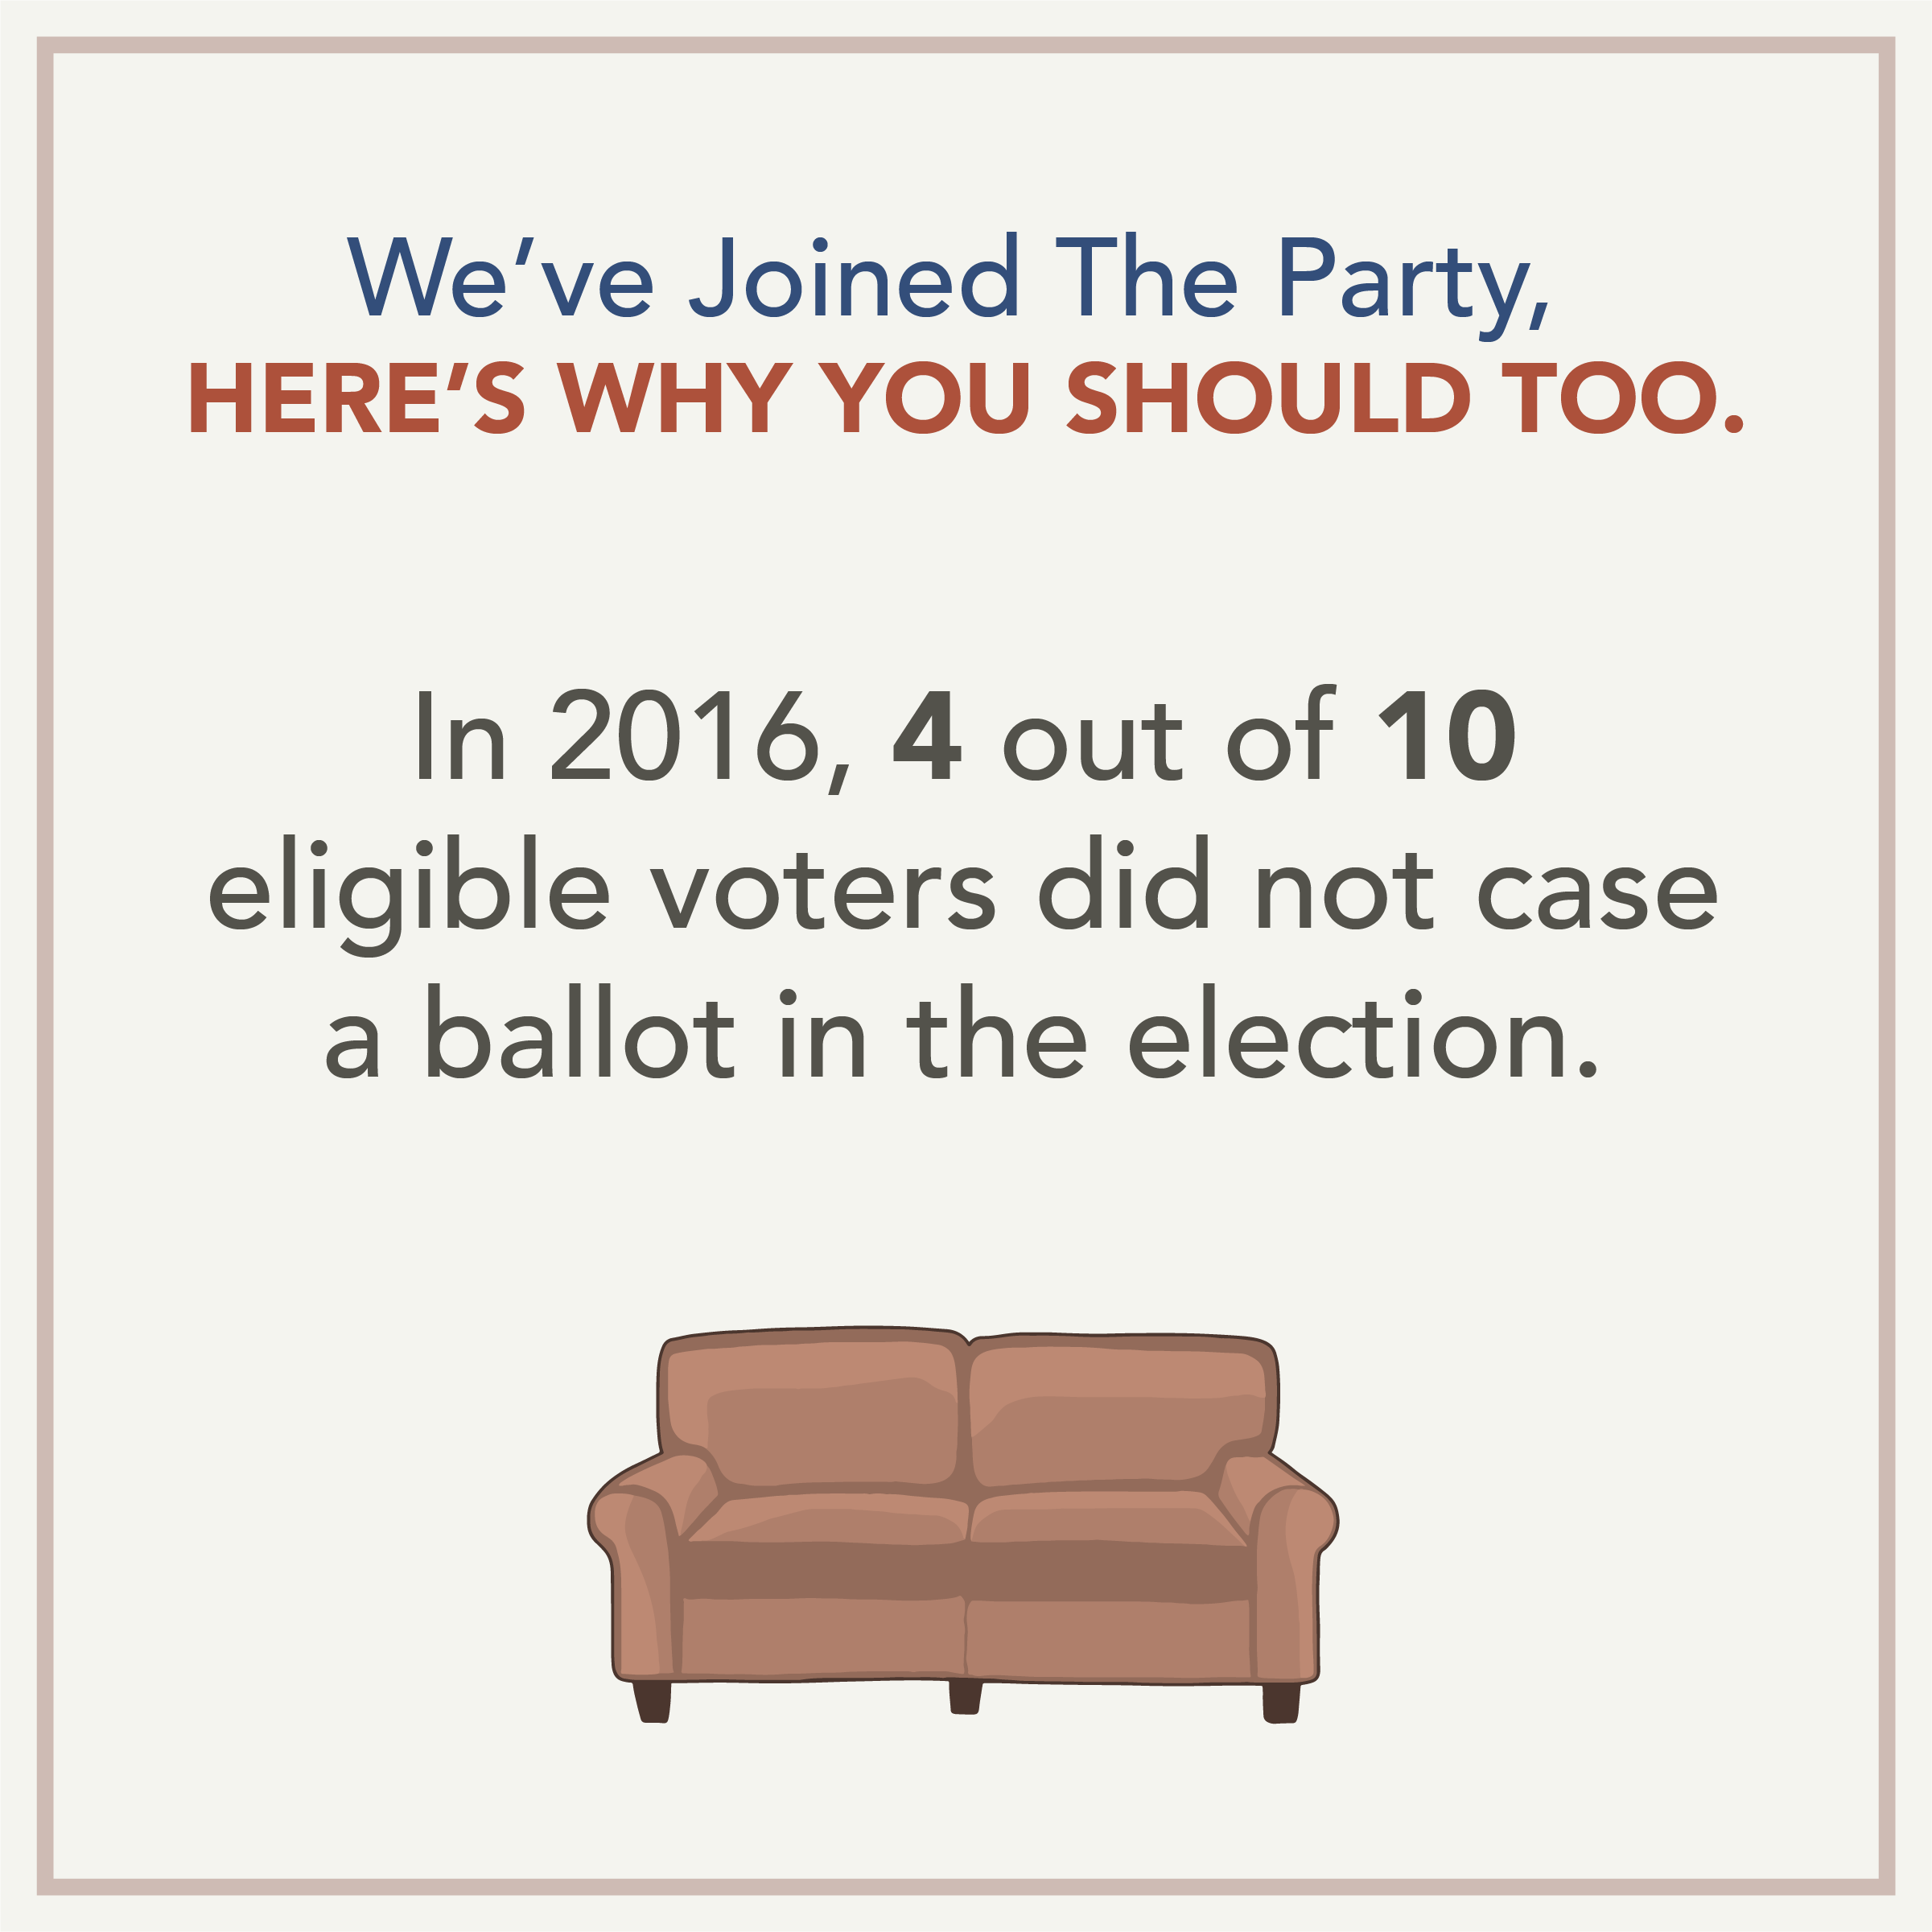 We‘ve Joined The Party,
HERE‘S WHY YOU SHOULD TOO.
In 2016, 4 out of 10
eligible voters did not case
a ballot in the election.